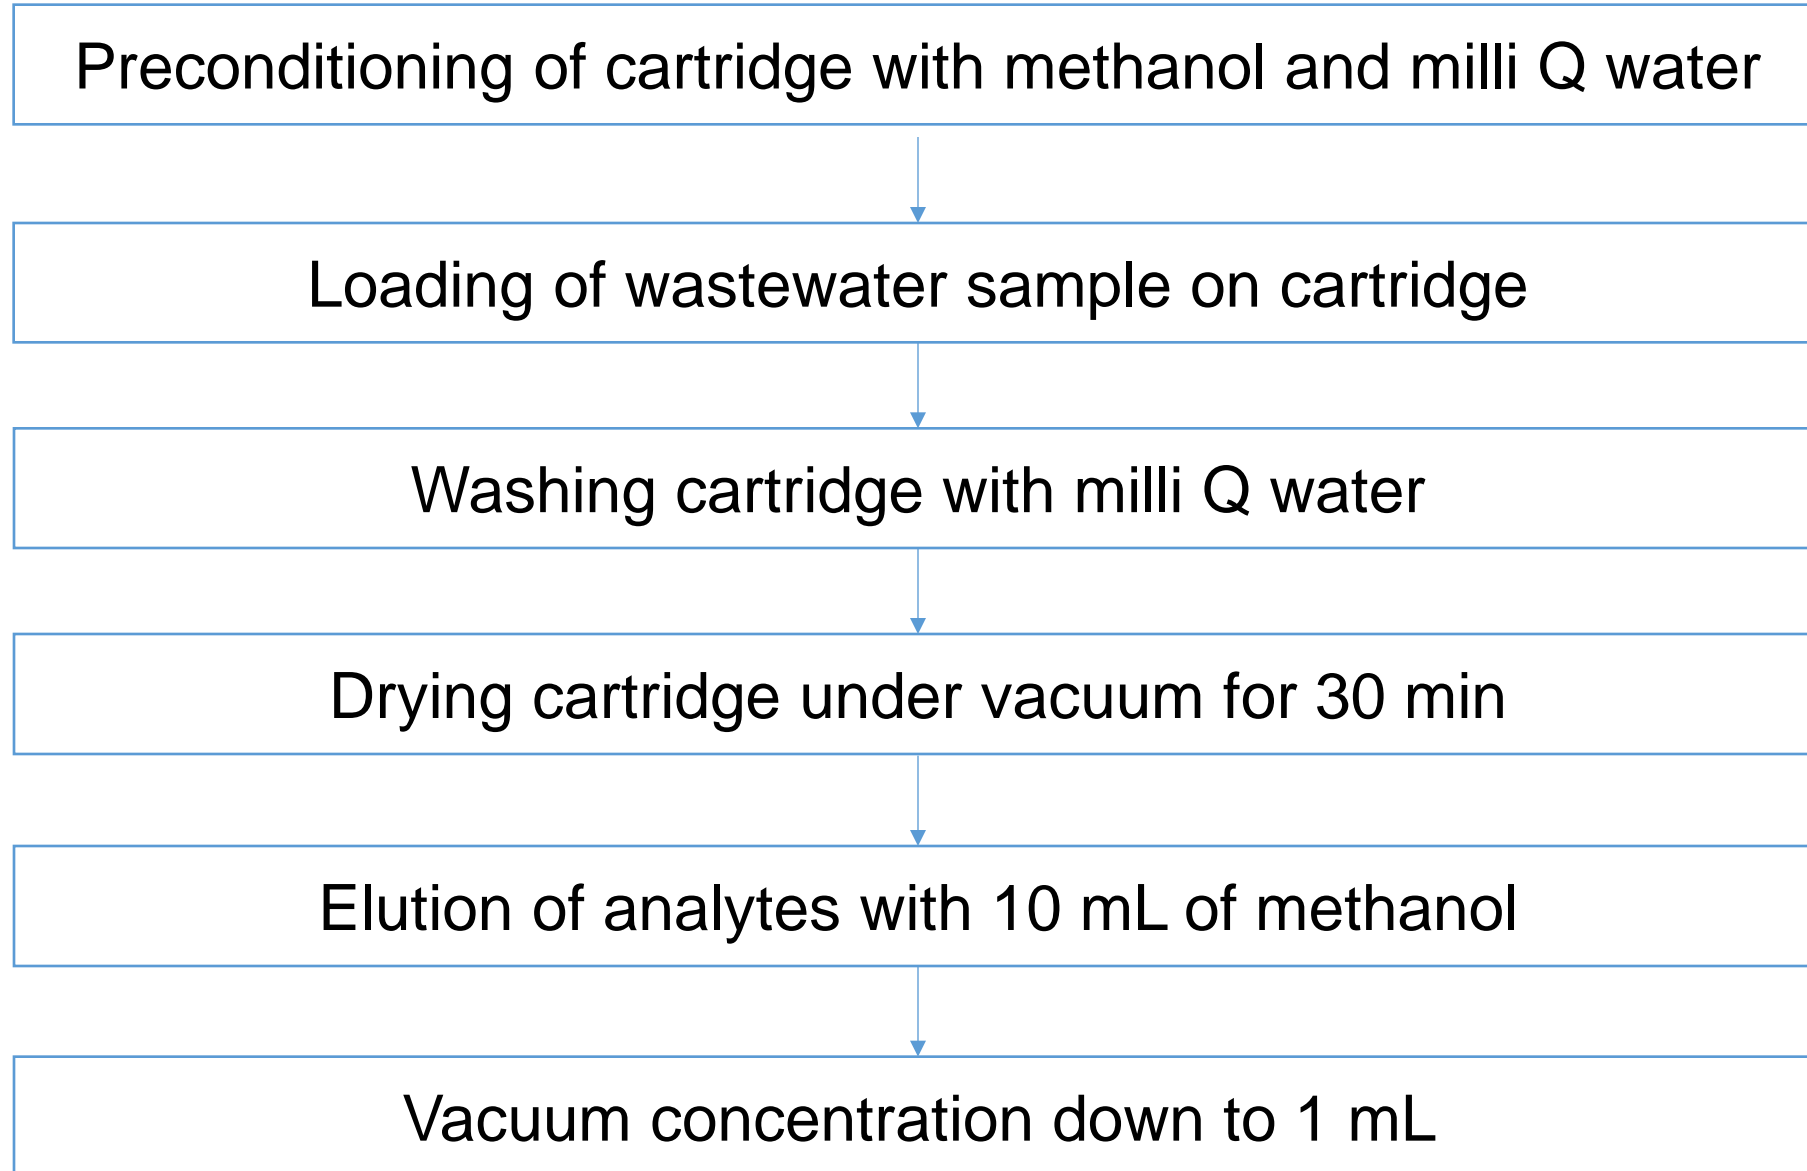 Preconditioning of cartridge with methanol and milli Q water
Loading of wastewater sample on cartridge
Washing cartridge with milli Q water
Drying cartridge under vacuum for 30 min
Elution of analytes with 10 mL of methanol
Vacuum concentration down to 1 mL